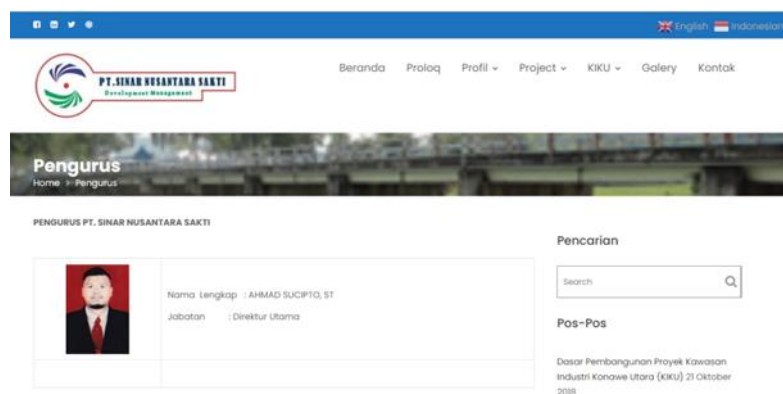 English Indonesian
PT.SINAR NUSANTARA SAKTI
Development Management
Beranda Proloq Profil Project KIKU Galery Kontak
Pengurus
Home > Pengurus
PENGURUS PT. SINAR NUSANTARA SAKTI
Nama Lengkap : AHMAD SUCIPTO, ST
Jabatan : Direktur Utama
Pencarian
Search
Pos-Pos
Dasar Pembangunan Proyek Kawasan
Industri Konawe Utara (KIKU) 21 Oktober
2018